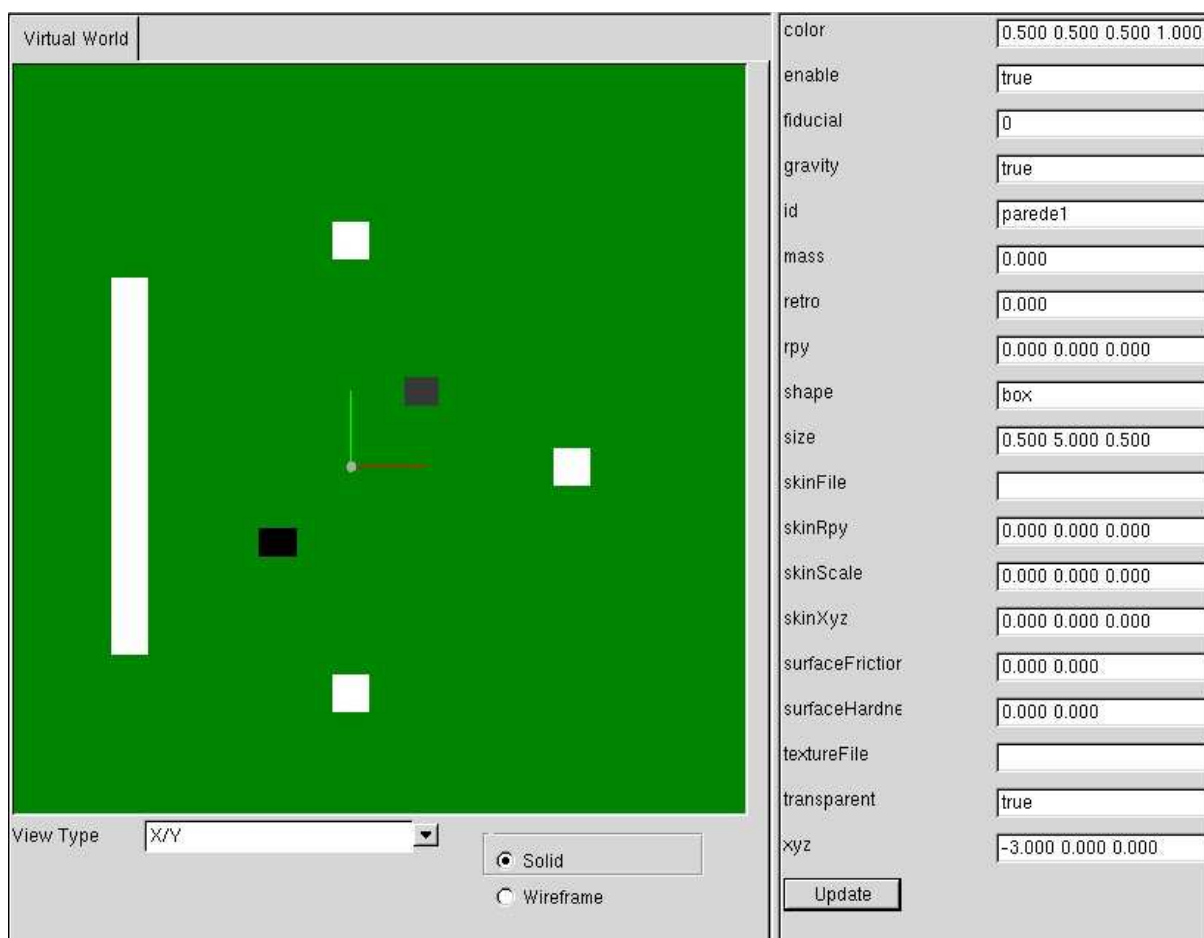 Virtual World
View Type
X/Y
Solid
Wireframe
color 0.500 0.500 0.500 1.000
enable true
fiducial 0
gravity true
id parede1
mass 0.000
retro 0.000
rpy 0.000 0.000 0.000
shape box
size 0.500 5.000 0.500
skinFile
skinRpy 0.000 0.000 0.000
skinScale 0.000 0.000 0.000
skinXyz 0.000 0.000 0.000
surfaceFriction 0.000 0.000
surfaceHardne 0.000 0.000
textureFile
transparent true
xyz -3.000 0.000 0.000
Update